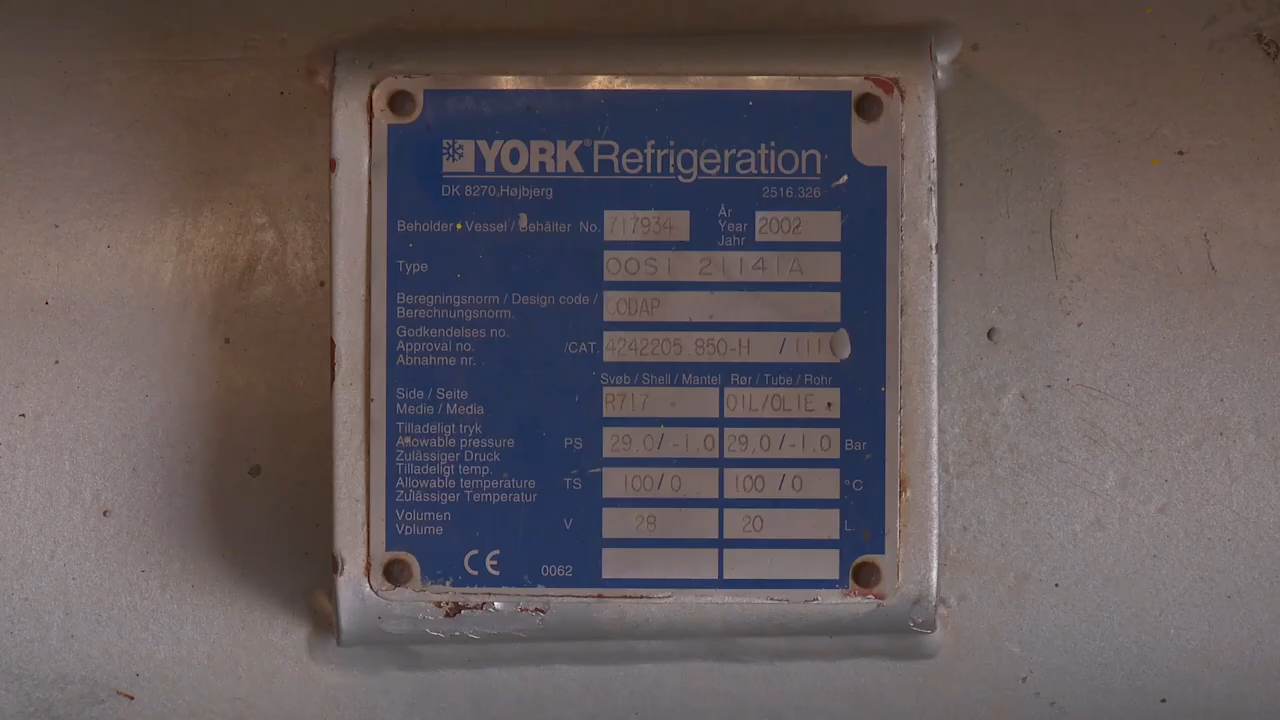 YORK® Refrigeration
DK 8270 Højbjerg 2516.326
Beholder / Vessel / Behälter No. 717934 År Year Jahr 2002
Type OOSI 21141A
Beregningsnorm / Design code / Berechnungsnorm. CODAP
Godkendelses no.
Approval no. /CAT. 4242205.850-H / III
Abnahme nr.
Svøb / Shell / Mantel Rør / Tube / Rohr
Side / Seite
Medie / Media R717 OIL/OLIE
Tilladeligt tryk
Allowable pressure PS 29.0/-1.0 29,0/-1.0 Bar
Zulässiger Druck
Tilladeligt temp.
Allowable temperature TS 100/0 100/0 °C
Zulässiger Temperatur
Volumen
Volume V 28 20 L.
CE 0062